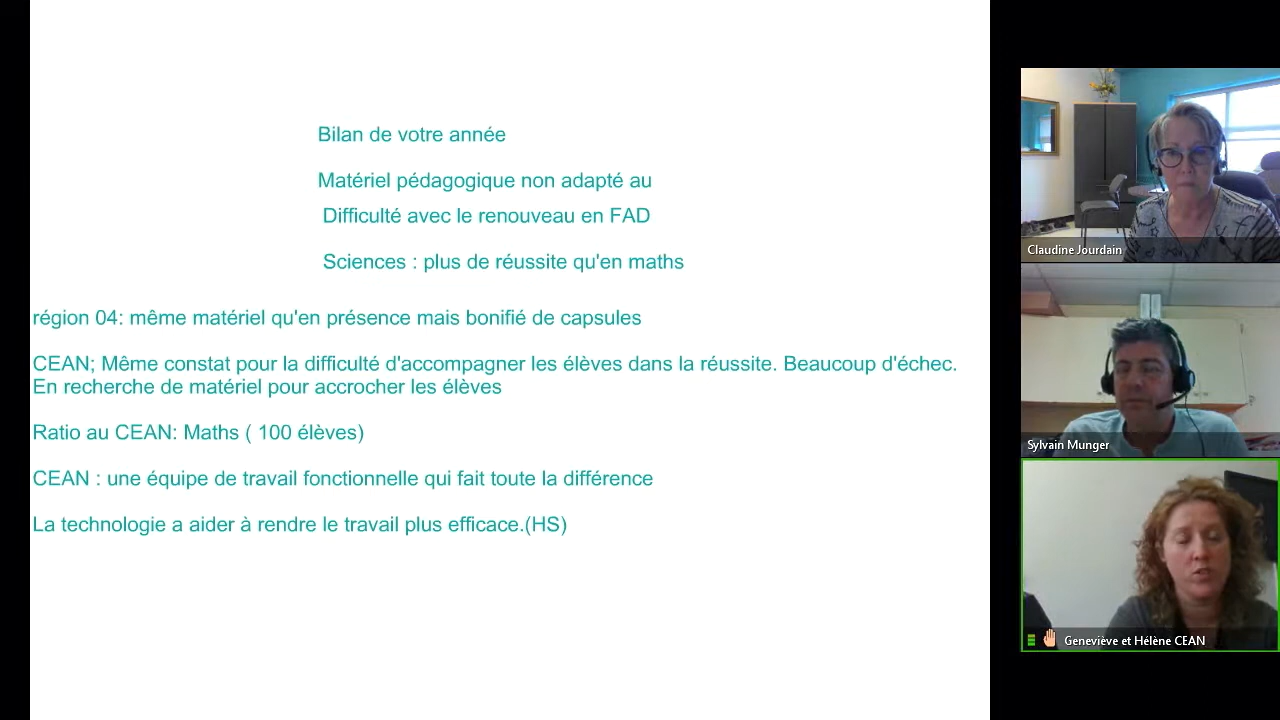 Bilan de votre année
Matériel pédagogique non adapté au
Difficulté avec le renouveau en FAD
Sciences : plus de réussite qu'en maths
région 04: même matériel qu'en présence mais bonifié de capsules
CEAN; Même constat pour la difficulté d'accompagner les élèves dans la réussite. Beaucoup d'échec.
En recherche de matériel pour accrocher les élèves
Ratio au CEAN: Maths ( 100 élèves)
CEAN : une équipe de travail fonctionnelle qui fait toute la différence
La technologie a aider à rendre le travail plus efficace.(HS)
Claudine Jourdain
Sylvain Munger
Geneviève et Hélène CEAN